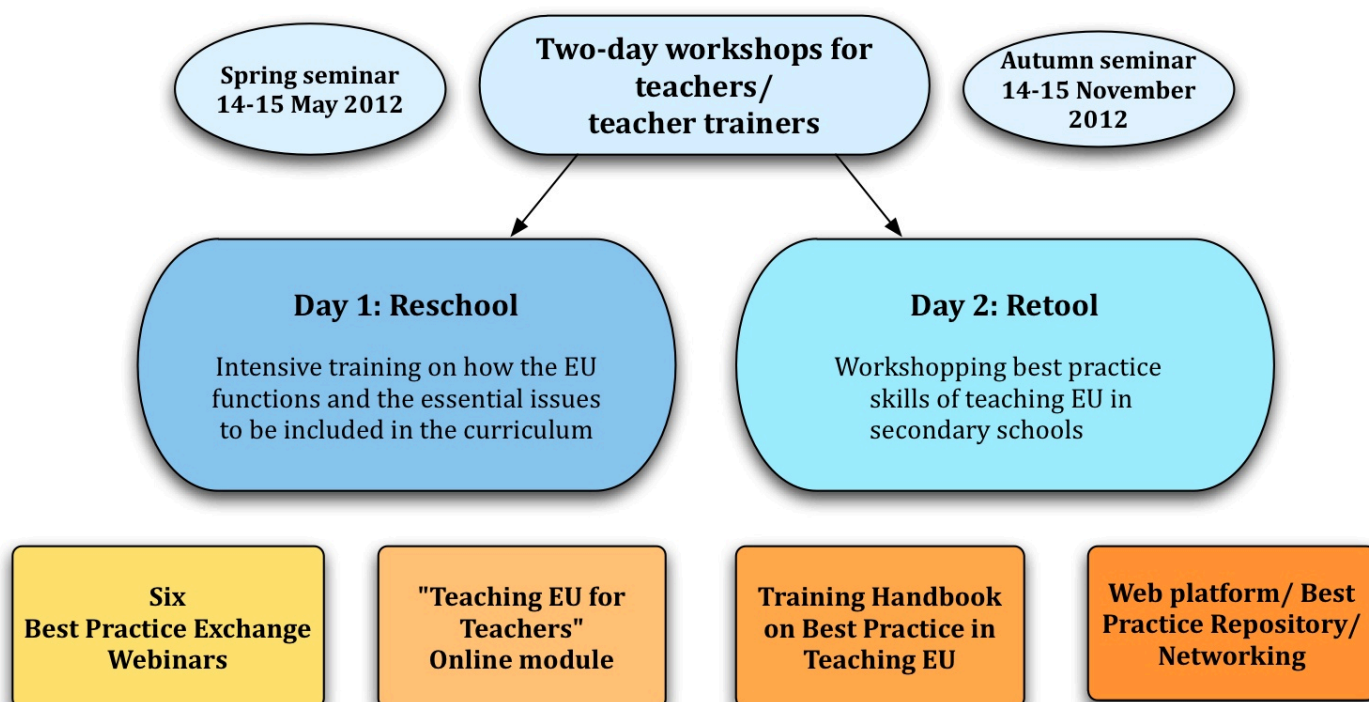 Spring seminar
14-15 May 2012
Two-day workshops for
teachers/
teacher trainers
Autumn seminar
14-15 November
2012
Day 1: Reschool
Intensive training on how the EU
functions and the essential issues
to be included in the curriculum
Day 2: Retool
Workshopping best practice
skills of teaching EU in
secondary schools
Six
Best Practice Exchange
Webinars
"Teaching EU for
Teachers"
Online module
Training Handbook
on Best Practice in
Teaching EU
Web platform/ Best
Practice Repository/
Networking